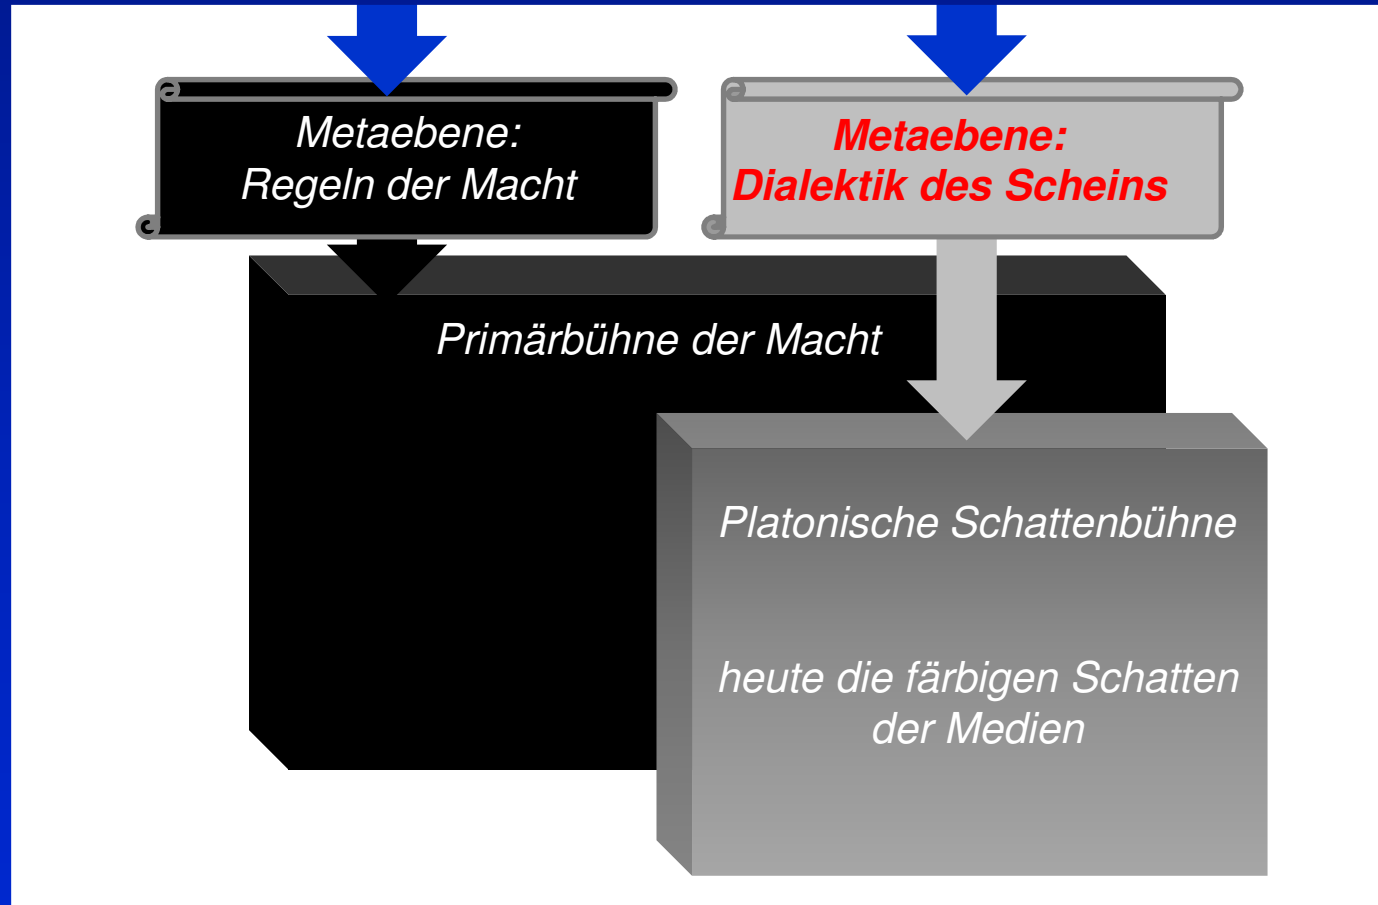 Metaebene:
Regeln der Macht
Metaebene:
Dialektik des Scheins
Primärbühne der Macht
Platonische Schattenbühne
heute die färbigen Schatten
der Medien